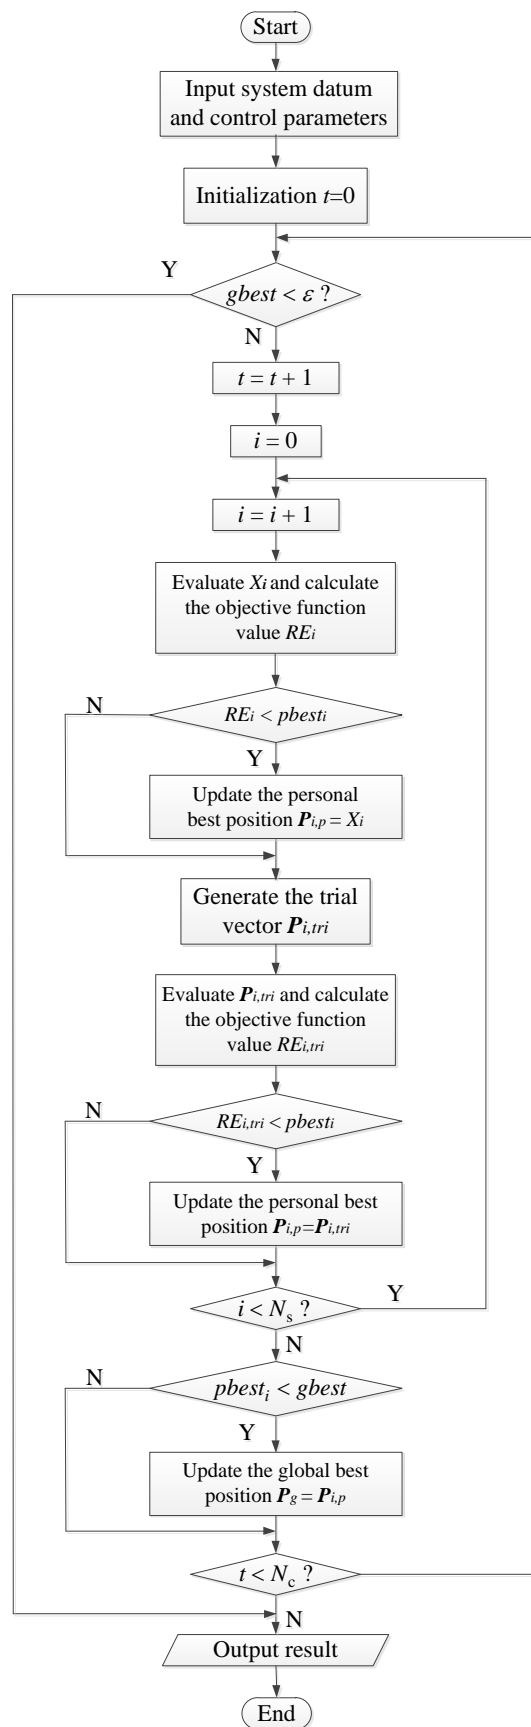 Start
Input system datum
and control parameters
Initialization t=0
Y
gbest < ε ?
N
t = t + 1
i = 0
i = i + 1
Evaluate Xi and calculate
the objective function
value REi
N
REi < pbesti
Y
Update the personal
best position Pi,p = Xi
Generate the trial
vector Pi,tri
Evaluate Pi,tri and calculate
the objective function
value REi,tri
N
REi,tri < pbesti
Y
Update the personal best
position Pi,p=Pi,tri
i < Ns ?
Y
N
N
pbesti < gbest
Y
Update the global best
position Pg = Pi,p
t < Nc ?
N
Output result
End